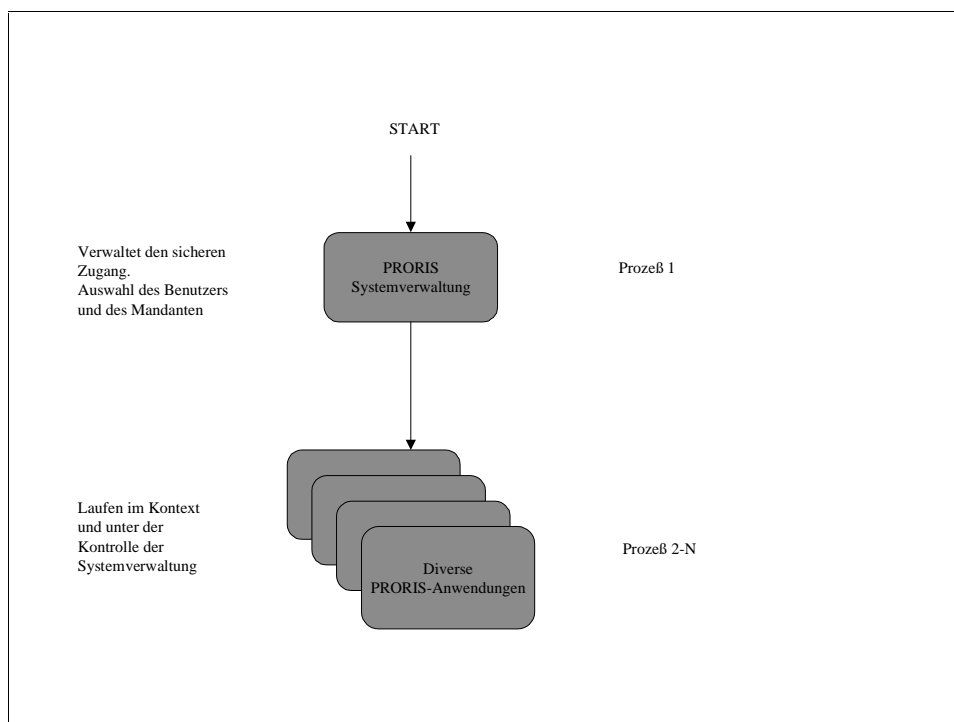 START
Verwaltet den sicheren
Zugang.
Auswahl des Benutzers
und des Mandanten
PRORIS
Systemverwaltung
Prozeß 1
Laufen im Kontext
und unter der
Kontrolle der
Systemverwaltung
Diverse
PRORIS-Anwendungen
Prozeß 2-N